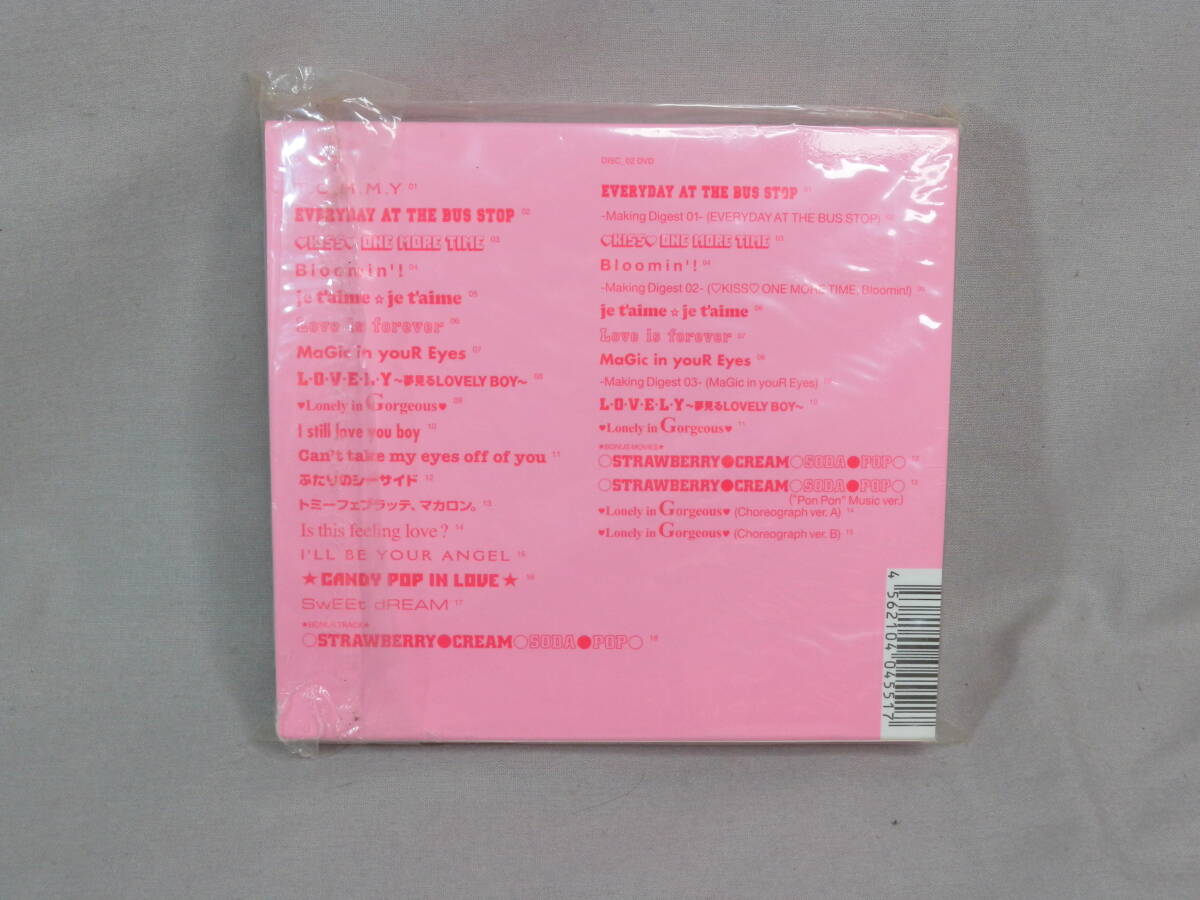 T.O.M.M.Y 01
EVERYDAY AT THE BUS STOP 02
♡KISS♡ ONE MORE TIME 03
Bloomin'! 04
je t'aime ☆ je t'aime 05
Love is forever 06
MaGic in youR Eyes 07
L·O·V·E·L·Y ～夢見るLOVELY BOY～ 08
♥Lonely in Gorgeous♥ 09
I still love you boy 10
Can't take my eyes off of you 11
ふたりのシーサイド 12
トミーフェブラッテ、マカロン。 13
Is this feeling love? 14
I'LL BE YOUR ANGEL 15
★CANDY POP IN LOVE★ 16
SwEEt dREAM 17
★BONUS TRACK★
○STRAWBERRY●CREAM○SODA●POP○ 18
DISC_02 DVD
EVERYDAY AT THE BUS STOP 01
-Making Digest 01- (EVERYDAY AT THE BUS STOP) 02
♡KISS♡ ONE MORE TIME 03
Bloomin'! 04
-Making Digest 02- (♡KISS♡ ONE MORE TIME, Bloomin!) 05
je t'aime ☆ je t'aime 06
Love is forever 07
MaGic in youR Eyes 08
-Making Digest 03- (MaGic in youR Eyes) 09
L·O·V·E·L·Y ～夢見るLOVELY BOY～ 10
♥Lonely in Gorgeous♥ 11
★BONUS MOVIES★
○STRAWBERRY●CREAM○SODA●POP○ 12
○STRAWBERRY●CREAM○SODA●POP○ 13
("Pon Pon" Music ver.)
♥Lonely in Gorgeous♥ (Choreograph ver. A) 14
♥Lonely in Gorgeous♥ (Choreograph ver. B) 15
4 562104 045517